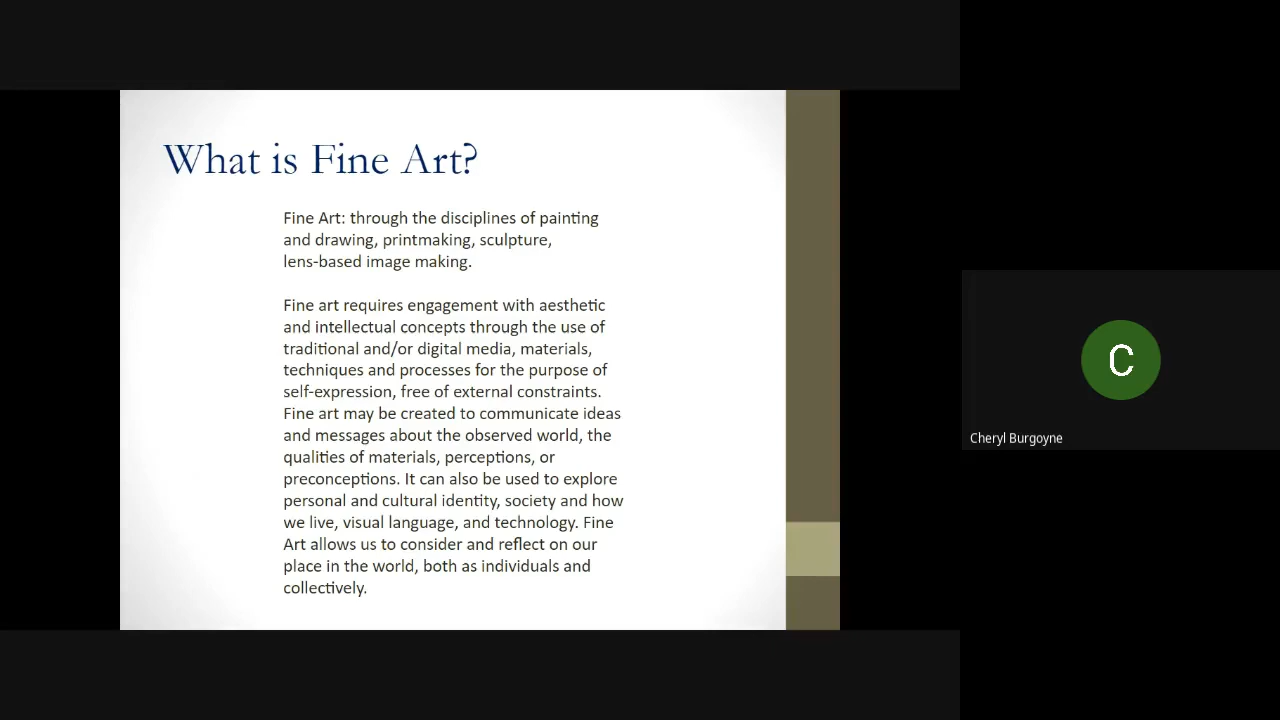 What is Fine Art?
Fine Art: through the disciplines of painting
and drawing, printmaking, sculpture,
lens-based image making.
Fine art requires engagement with aesthetic
and intellectual concepts through the use of
traditional and/or digital media, materials,
techniques and processes for the purpose of
self-expression, free of external constraints.
Fine art may be created to communicate ideas
and messages about the observed world, the
qualities of materials, perceptions, or
preconceptions. It can also be used to explore
personal and cultural identity, society and how
we live, visual language, and technology. Fine
Art allows us to consider and reflect on our
place in the world, both as individuals and
collectively.
C
Cheryl Burgoyne